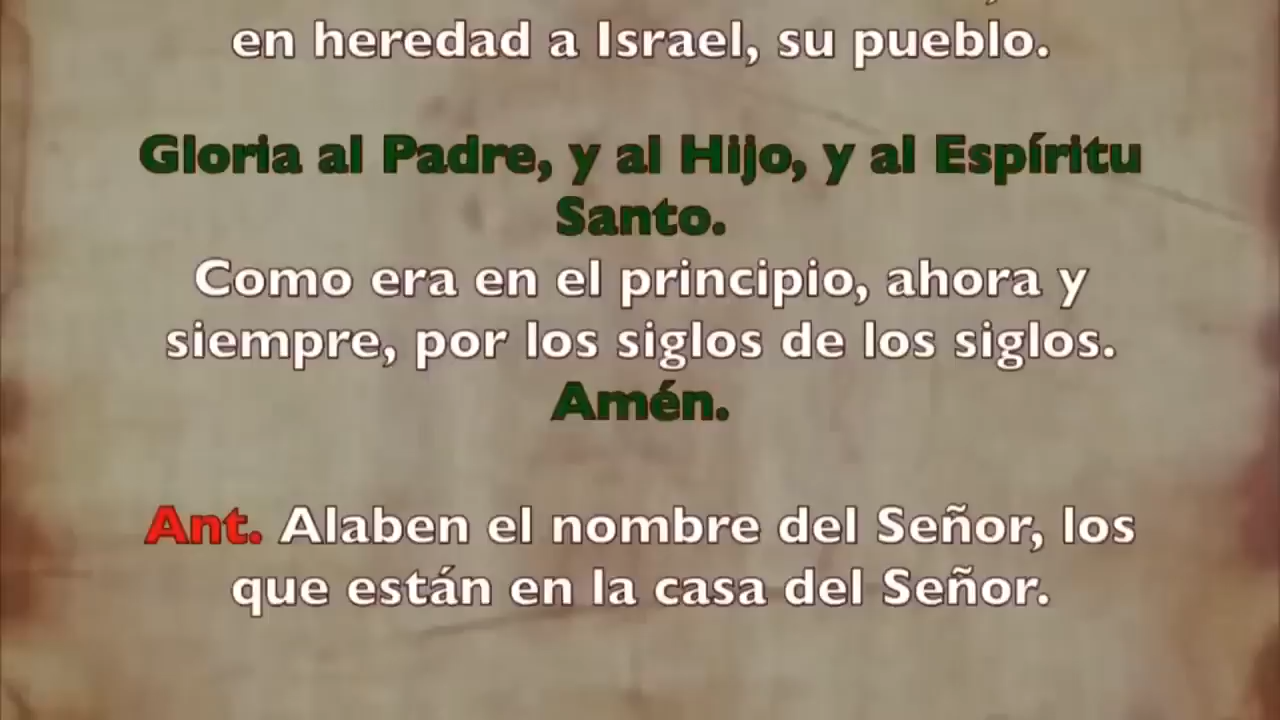 en heredad a Israel, su pueblo.
Gloria al Padre, y al Hijo, y al Espíritu
Santo.
Como era en el principio, ahora y
siempre, por los siglos de los siglos.
Amén.
Ant. Alaben el nombre del Señor, los
que están en la casa del Señor.